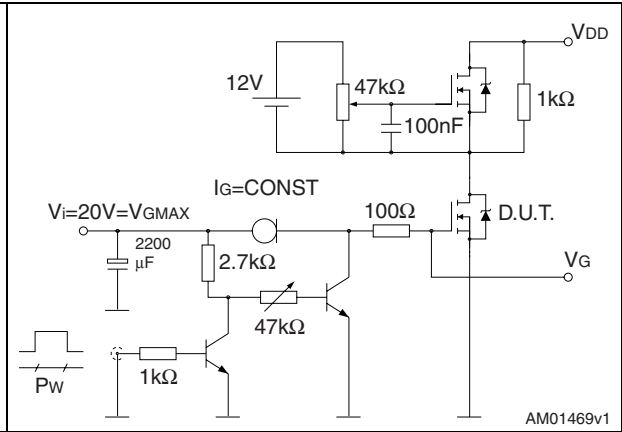 VDD
12V
47kΩ
1kΩ
100nF
IG=CONST
Vi=20V=VGMAX
100Ω
D.U.T.
2200
μF
2.7kΩ
VG
47kΩ
1kΩ
PW
AM01469v1